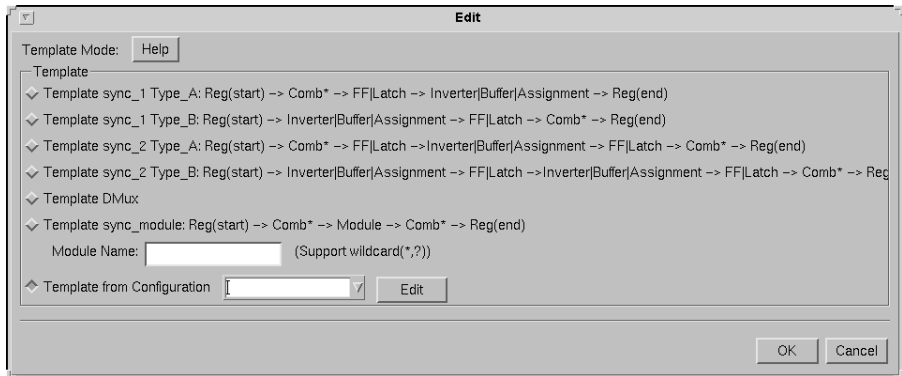 Edit
Template Mode: Help
Template
Template sync_1 Type_A: Reg(start) -> Comb* -> FF|Latch -> Inverter|Buffer|Assignment -> Reg(end)
Template sync_1 Type_B: Reg(start) -> Inverter|Buffer|Assignment -> FF|Latch -> Comb* -> Reg(end)
Template sync_2 Type_A: Reg(start) -> Comb* -> FF|Latch ->Inverter|Buffer|Assignment -> FF|Latch -> Comb* -> Reg(end)
Template sync_2 Type_B: Reg(start) -> Inverter|Buffer|Assignment -> FF|Latch ->Inverter|Buffer|Assignment -> FF|Latch -> Comb* -> Reg
Template DMux
Template sync_module: Reg(start) -> Comb* -> Module -> Comb* -> Reg(end)
Module Name: (Support wildcard(*,?))
Template from Configuration Edit
OK Cancel